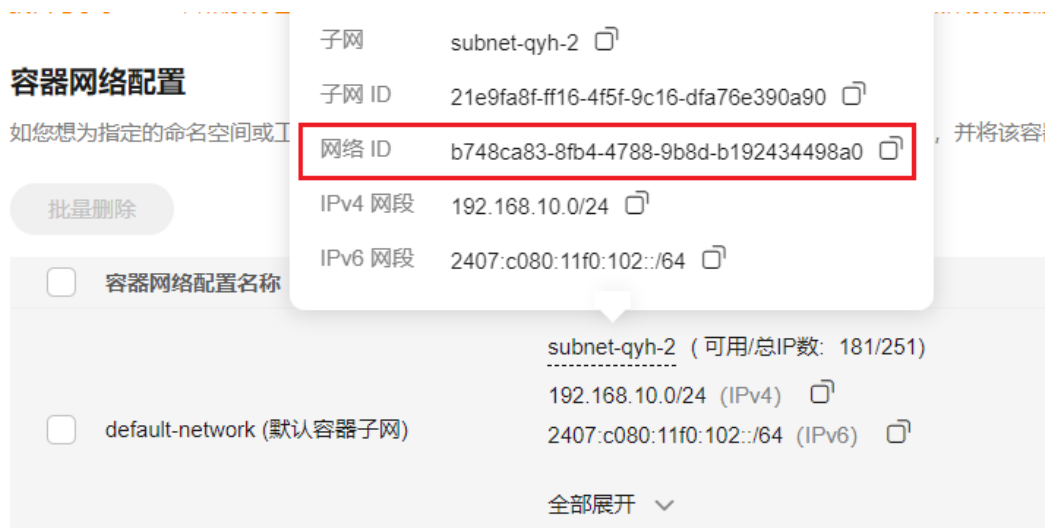 子网 subnet-qyh-2
容器网络配置
子网 ID 21e9fa8f-ff16-4f5f-9c16-dfa76e390a90
如您想为指定的命名空间或工
网络 ID b748ca83-8fb4-4788-9b8d-b192434498a0
，并将该容
批量删除
IPv4 网段 192.168.10.0/24
IPv6 网段 2407:c080:11f0:102::/64
容器网络配置名称
subnet-qyh-2 ( 可用/总IP数: 181/251)
192.168.10.0/24 (IPv4)
default-network (默认容器子网)
2407:c080:11f0:102::/64 (IPv6)
全部展开